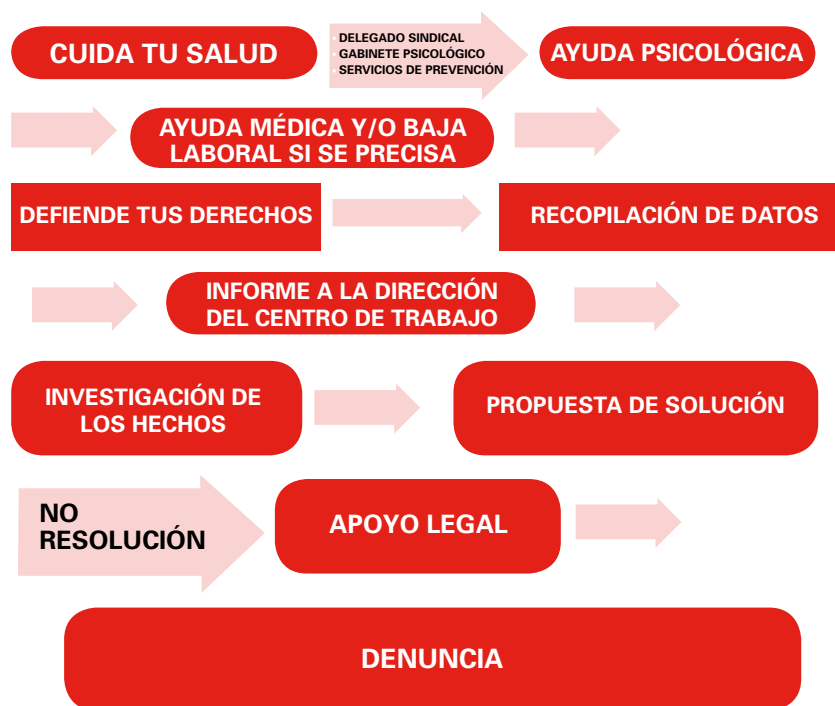 CUIDA TU SALUD
• DELEGADO SINDICAL
• GABINETE PSICOLÓGICO
• SERVICIOS DE PREVENCIÓN
AYUDA PSICOLÓGICA
AYUDA MÉDICA Y/O BAJA
LABORAL SI SE PRECISA
DEFIENDE TUS DERECHOS
RECOPILACIÓN DE DATOS
INFORME A LA DIRECCIÓN
DEL CENTRO DE TRABAJO
INVESTIGACIÓN DE
LOS HECHOS
PROPUESTA DE SOLUCIÓN
NO
RESOLUCIÓN
APOYO LEGAL
DENUNCIA